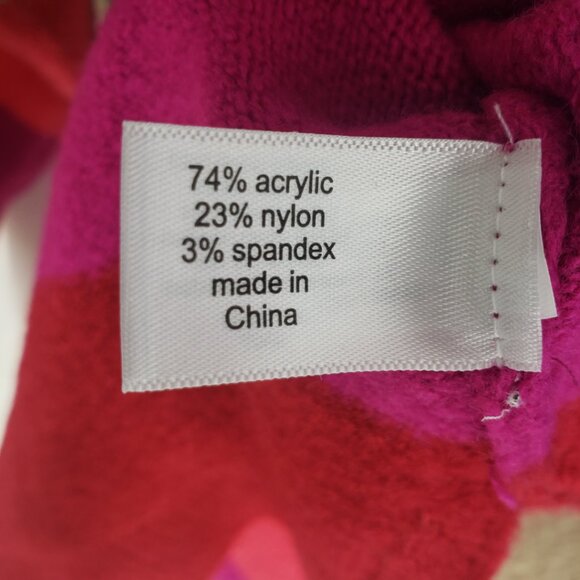 74% acrylic
23% nylon
3% spandex
made in
China